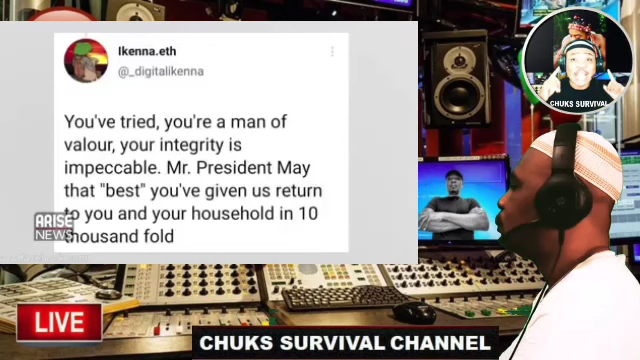 Ikenna.eth
@_digitalikenna
You've tried, you're a man of
valour, your integrity is
impeccable. Mr. President May
that "best" you've given us return
to you and your household in 10
thousand fold
ARISE
NEWS
CHUKS SURVIVAL
LIVE
CHUKS SURVIVAL CHANNEL